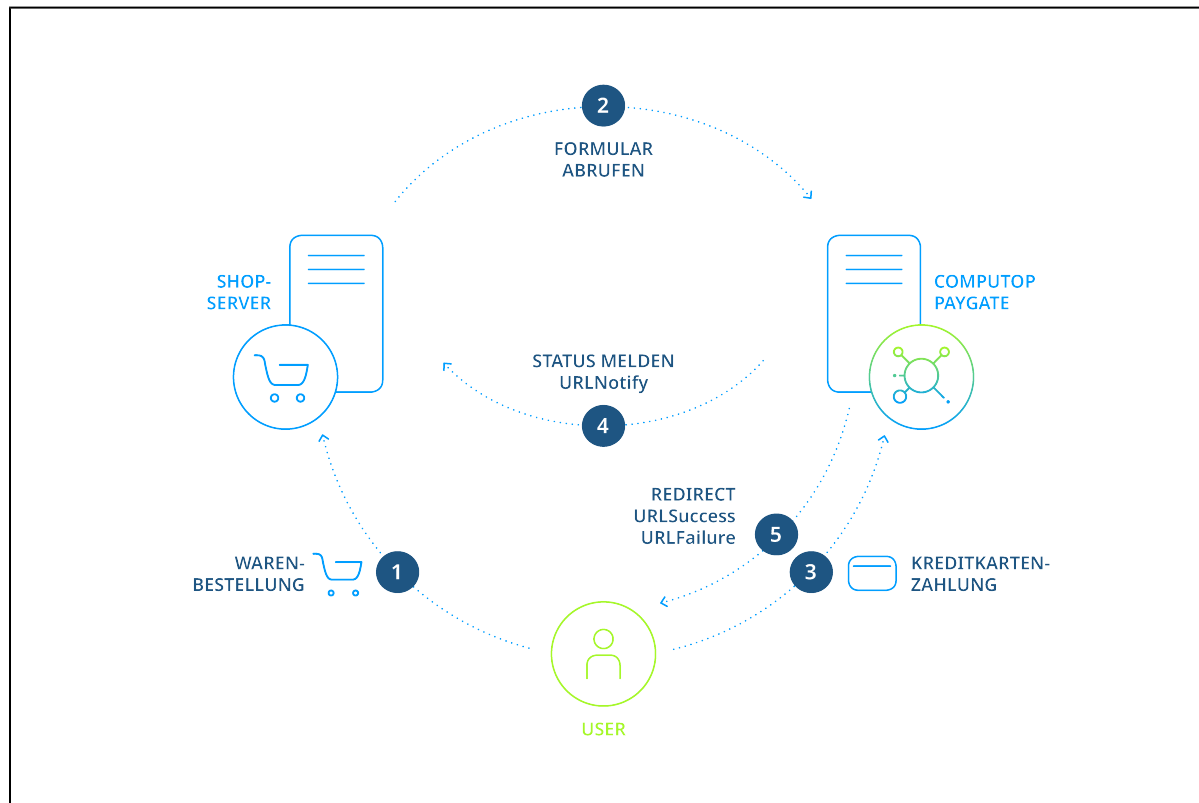 2
FORMULAR
ABRUFEN
SHOP-
SERVER
COMPUTOP
PAYGATE
STATUS MELDEN
URLNotify
4
REDIRECT
URLSuccess
URLFailure
5
WAREN-
BESTELLUNG
1
3
KREDITKARTEN-
ZAHLUNG
USER